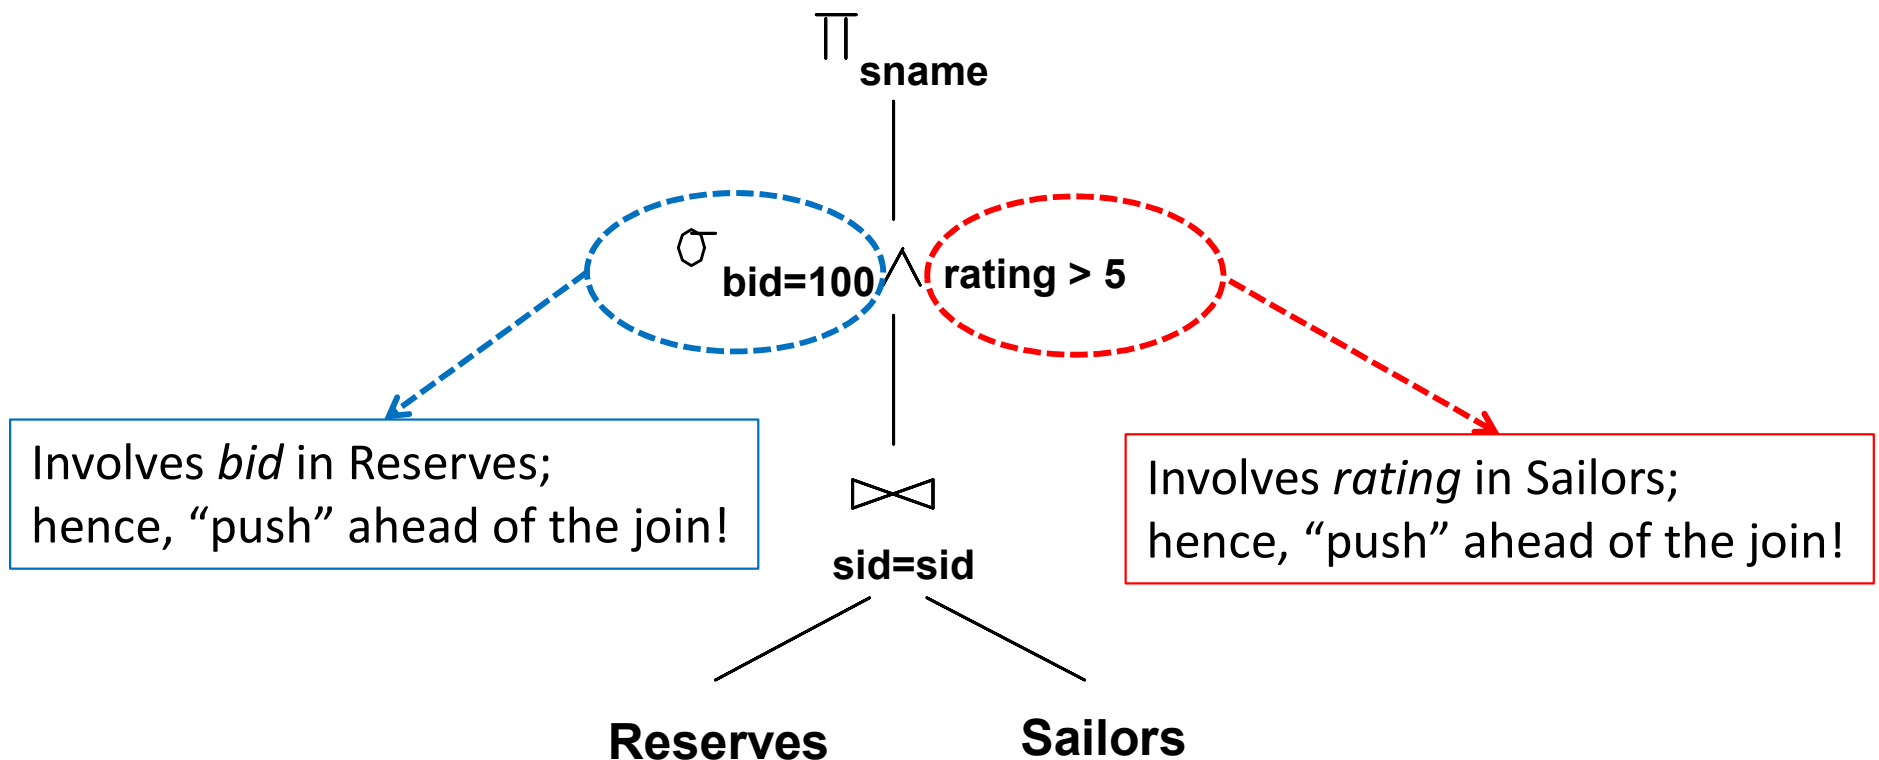 ∏ sname
σ bid=100 ∧ rating > 5
Involves bid in Reserves;
hence, “push” ahead of the join!
Involves rating in Sailors;
hence, “push” ahead of the join!
⋈
sid=sid
Reserves
Sailors